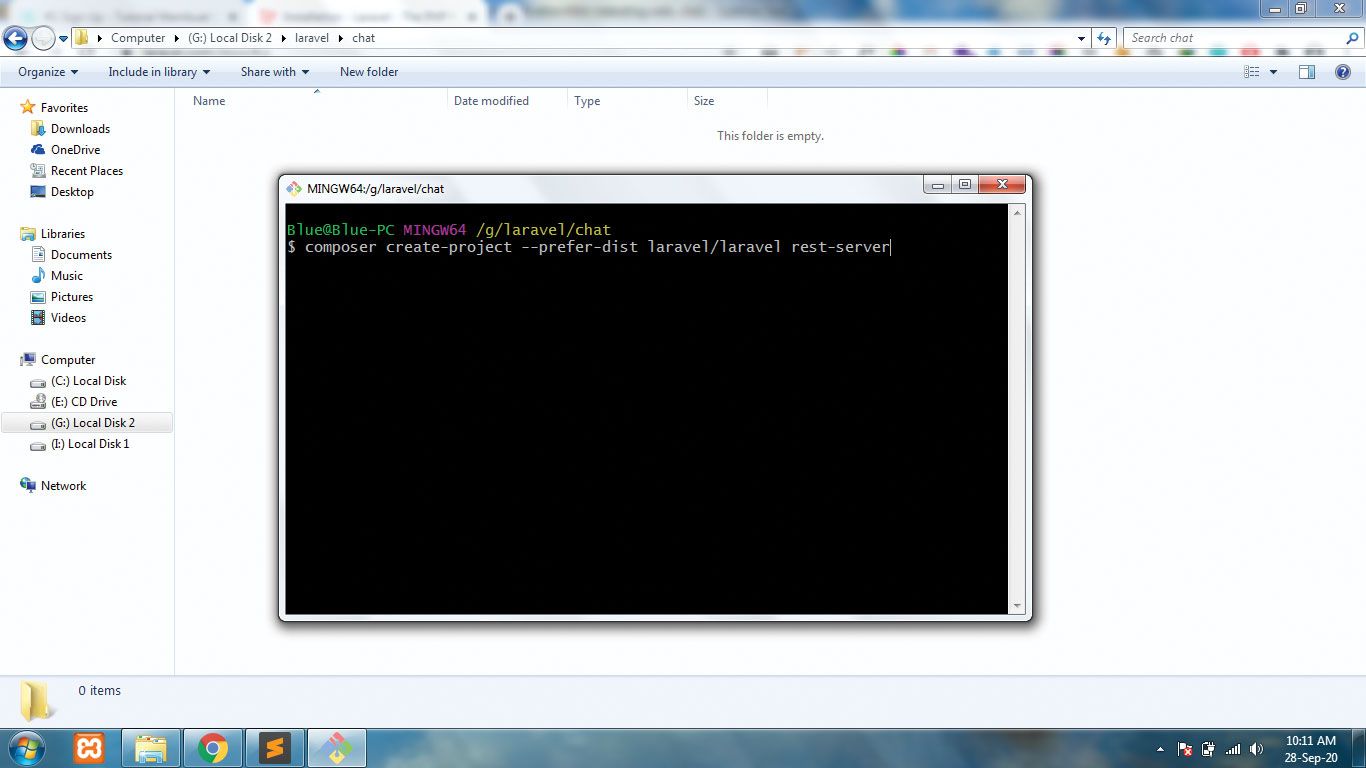 Computer
(G:) Local Disk 2
laravel
chat
Search chat
Organize
Include in library
Share with
New folder
Favorites
Downloads
OneDrive
Recent Places
Desktop
Libraries
Documents
Music
Pictures
Videos
Computer
(C:) Local Disk
(E:) CD Drive
(G:) Local Disk 2
(I:) Local Disk 1
Network
Name
Date modified
Type
Size
This folder is empty.
MINGW64:/g/laravel/chat
Blue@Blue-PC MINGW64 /g/laravel/chat
$ composer create-project --prefer-dist laravel/laravel rest-server
0 items
10:11 AM
28-Sep-20